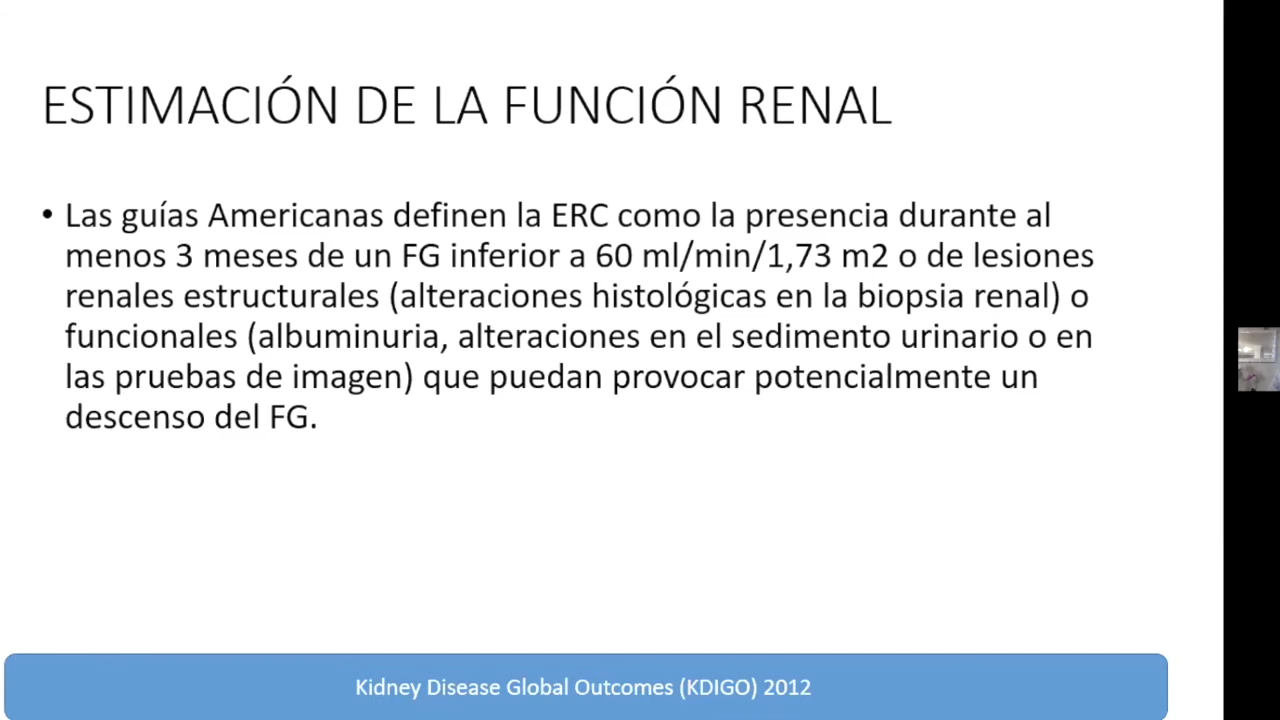 ESTIMACIÓN DE LA FUNCIÓN RENAL
• Las guías Americanas definen la ERC como la presencia durante al
menos 3 meses de un FG inferior a 60 ml/min/1,73 m2 o de lesiones
renales estructurales (alteraciones histológicas en la biopsia renal) o
funcionales (albuminuria, alteraciones en el sedimento urinario o en
las pruebas de imagen) que puedan provocar potencialmente un
descenso del FG.
Kidney Disease Global Outcomes (KDIGO) 2012